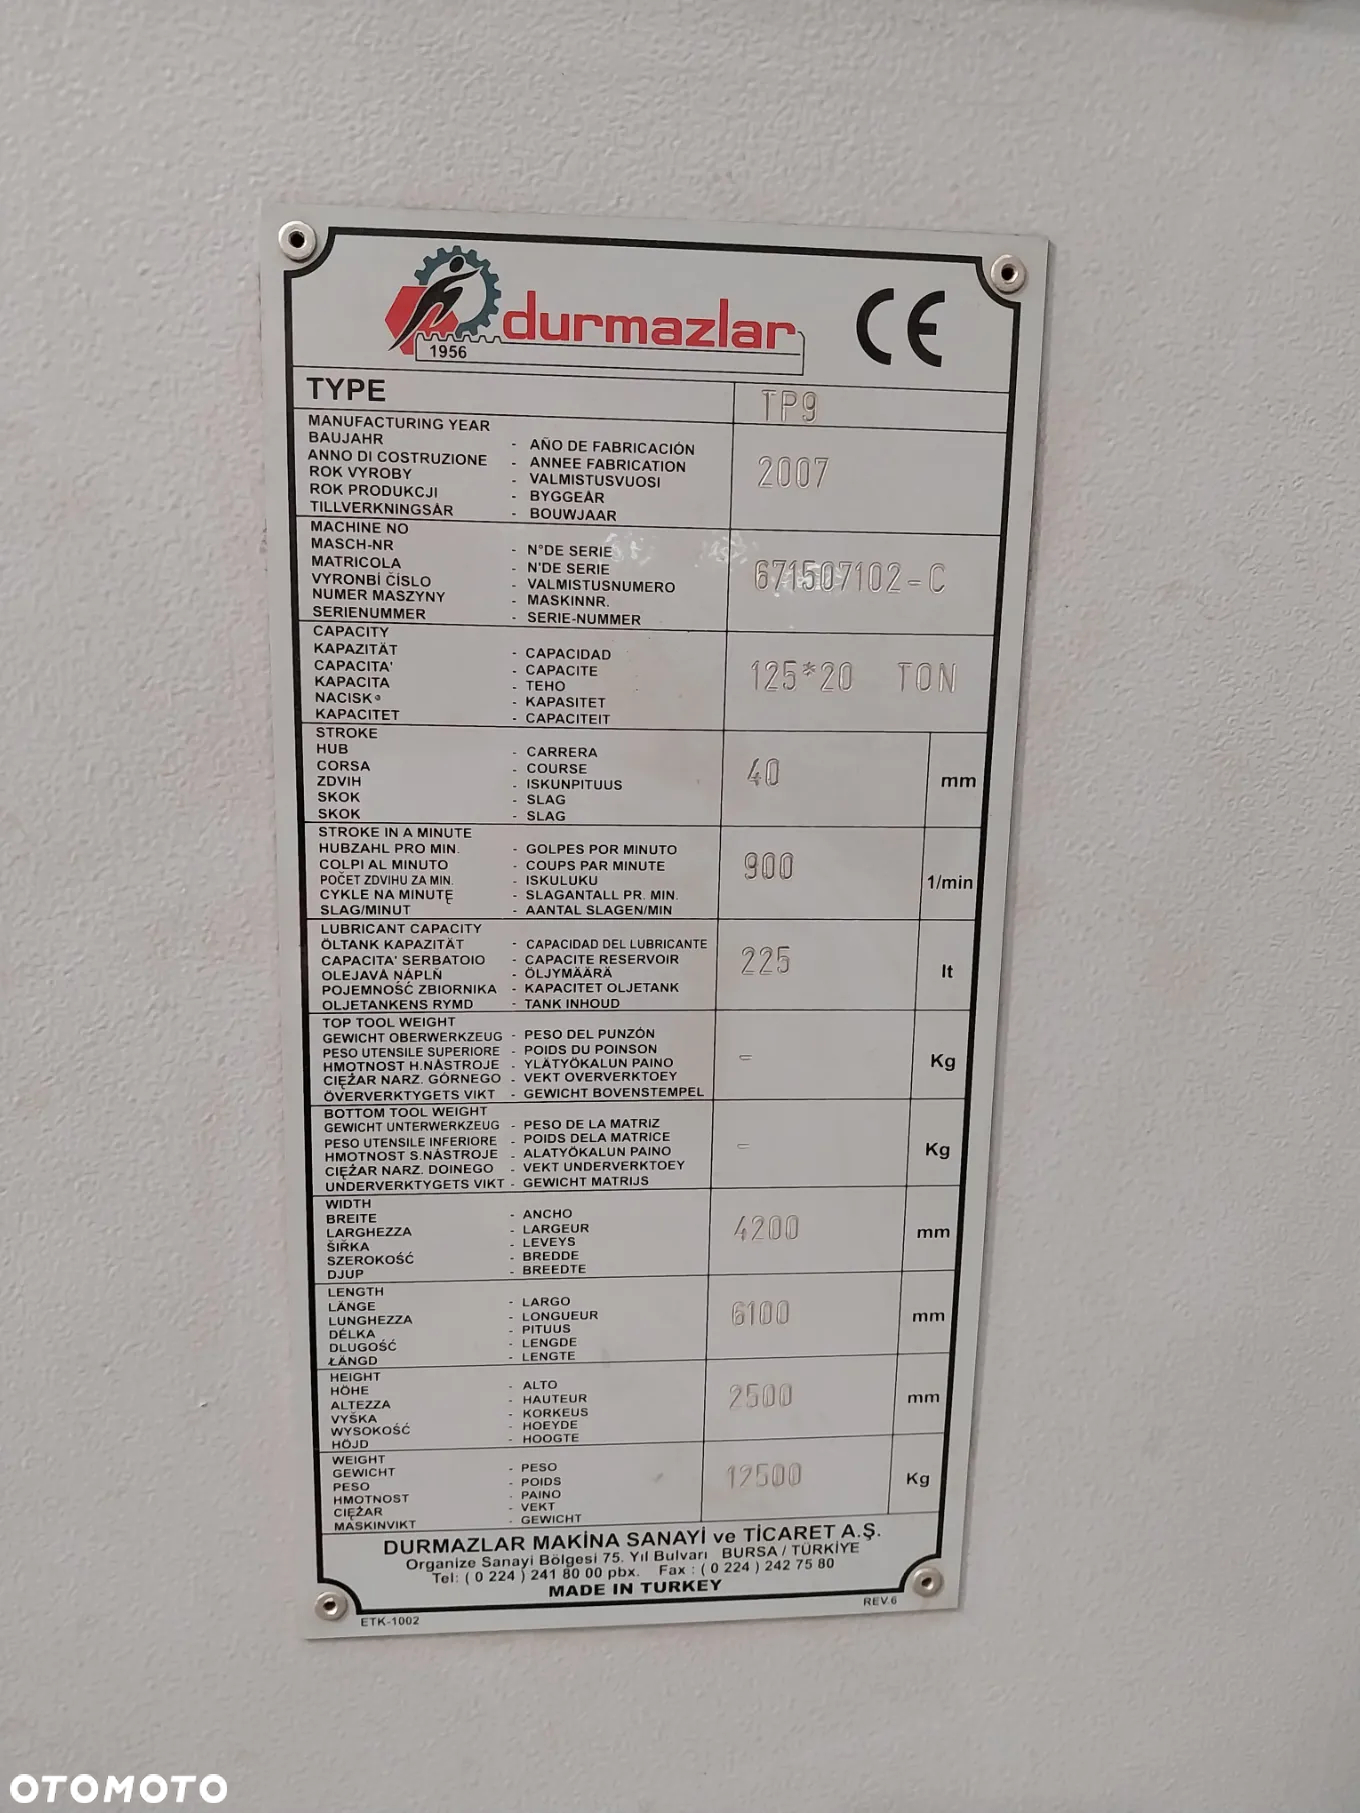 durmazlar
1956
CE
TYPE TP9
MANUFACTURING YEAR
BAUJAHR - AÑO DE FABRICACIÓN
ANNO DI COSTRUZIONE - ANNEE FABRICATION
ROK VYROBY - VALMISTUSVUOSI 2007
ROK PRODUKCJI - BYGGEÅR
TILLVERKNINGSÅR - BOUWJAAR
MACHINE NO
MASCH-NR - N°DE SERIE
MATRICOLA - N'DE SERIE
VYRONBÍ ČÍSLO - VALMISTUSNUMERO 671507102-C
NUMER MASZYNY - MASKINNR.
SERIENUMMER - SERIE-NUMMER
CAPACITY
KAPAZITÄT - CAPACIDAD
CAPACITA' - CAPACITE
KAPACITA - TEHO 125*20 TON
NACISK - KAPASITET
KAPACITET - CAPACITEIT
STROKE
HUB - CARRERA
CORSA - COURSE
ZDVIH - ISKUNPITUUS 40 mm
SKOK - SLAG
SKOK - SLAG
STROKE IN A MINUTE
HUBZAHL PRO MIN. - GOLPES POR MINUTO
COLPI AL MINUTO - COUPS PAR MINUTE 900
POČET ZDVIHU ZA MIN. - ISKULUKU 1/min
CYKLE NA MINUTĘ - SLAGANTALL PR. MIN.
SLAG/MINUT - AANTAL SLAGEN/MIN
LUBRICANT CAPACITY
ÖLTANK KAPAZITÄT - CAPACIDAD DEL LUBRICANTE
CAPACITA' SERBATOIO - CAPACITE RESERVOIR 225
OLEJAVÁ NÁPLŇ - ÖLJYMÄÄRÄ lt
POJEMNOŚĆ ZBIORNIKA - KAPACITET OLJETANK
OLJETANKENS RYMD - TANK INHOUD
TOP TOOL WEIGHT
GEWICHT OBERWERKZEUG - PESO DEL PUNZÓN
PESO UTENSILE SUPERIORE - POIDS DU POINSON -
HMOTNOST H.NÁSTROJE - YLÄTYÖKALUN PAINO Kg
CIĘŻAR NARZ. GÓRNEGO - VEKT OVERVERKTOEY
ÖVERVERKTYGETS VIKT - GEWICHT BOVENSTEMPEL
BOTTOM TOOL WEIGHT
GEWICHT UNTERWERKZEUG - PESO DE LA MATRIZ
PESO UTENSILE INFERIORE - POIDS DELA MATRICE -
HMOTNOST S.NÁSTROJE - ALATYÖKALUN PAINO Kg
CIĘŻAR NARZ. DOINEGO - VEKT UNDERVERKTOEY
UNDERVERKTYGETS VIKT - GEWICHT MATRIJS
WIDTH
BREITE - ANCHO
LARGHEZZA - LARGEUR
ŠIŘKA - LEVEYS 4200 mm
SZEROKOŚĆ - BREDDE
DJUP - BREEDTE
LENGTH
LÄNGE - LARGO
LUNGHEZZA - LONGUEUR
DÉLKA - PITUUS 6100 mm
DLUGOŚĆ - LENGDE
ŁÄNGD - LENGTE
HEIGHT
HÖHE - ALTO
ALTEZZA - HAUTEUR
VYŠKA - KORKEUS 2500 mm
WYSOKOŚĆ - HOEYDE
HÖJD - HOOGTE
WEIGHT
GEWICHT - PESO
PESO - POIDS
HMOTNOST - PAINO 12500 Kg
CIĘŻAR - VEKT
MASKINVIKT - GEWICHT
DURMAZLAR MAKİNA SANAYİ ve TİCARET A.Ş.
Organize Sanayi Bölgesi 75. Yıl Bulvarı BURSA / TÜRKİYE
Tel: ( 0 224 ) 241 80 00 pbx. Fax : ( 0 224 ) 242 75 80
MADE IN TURKEY
ETK-1002 REV.6
OTOMOTO